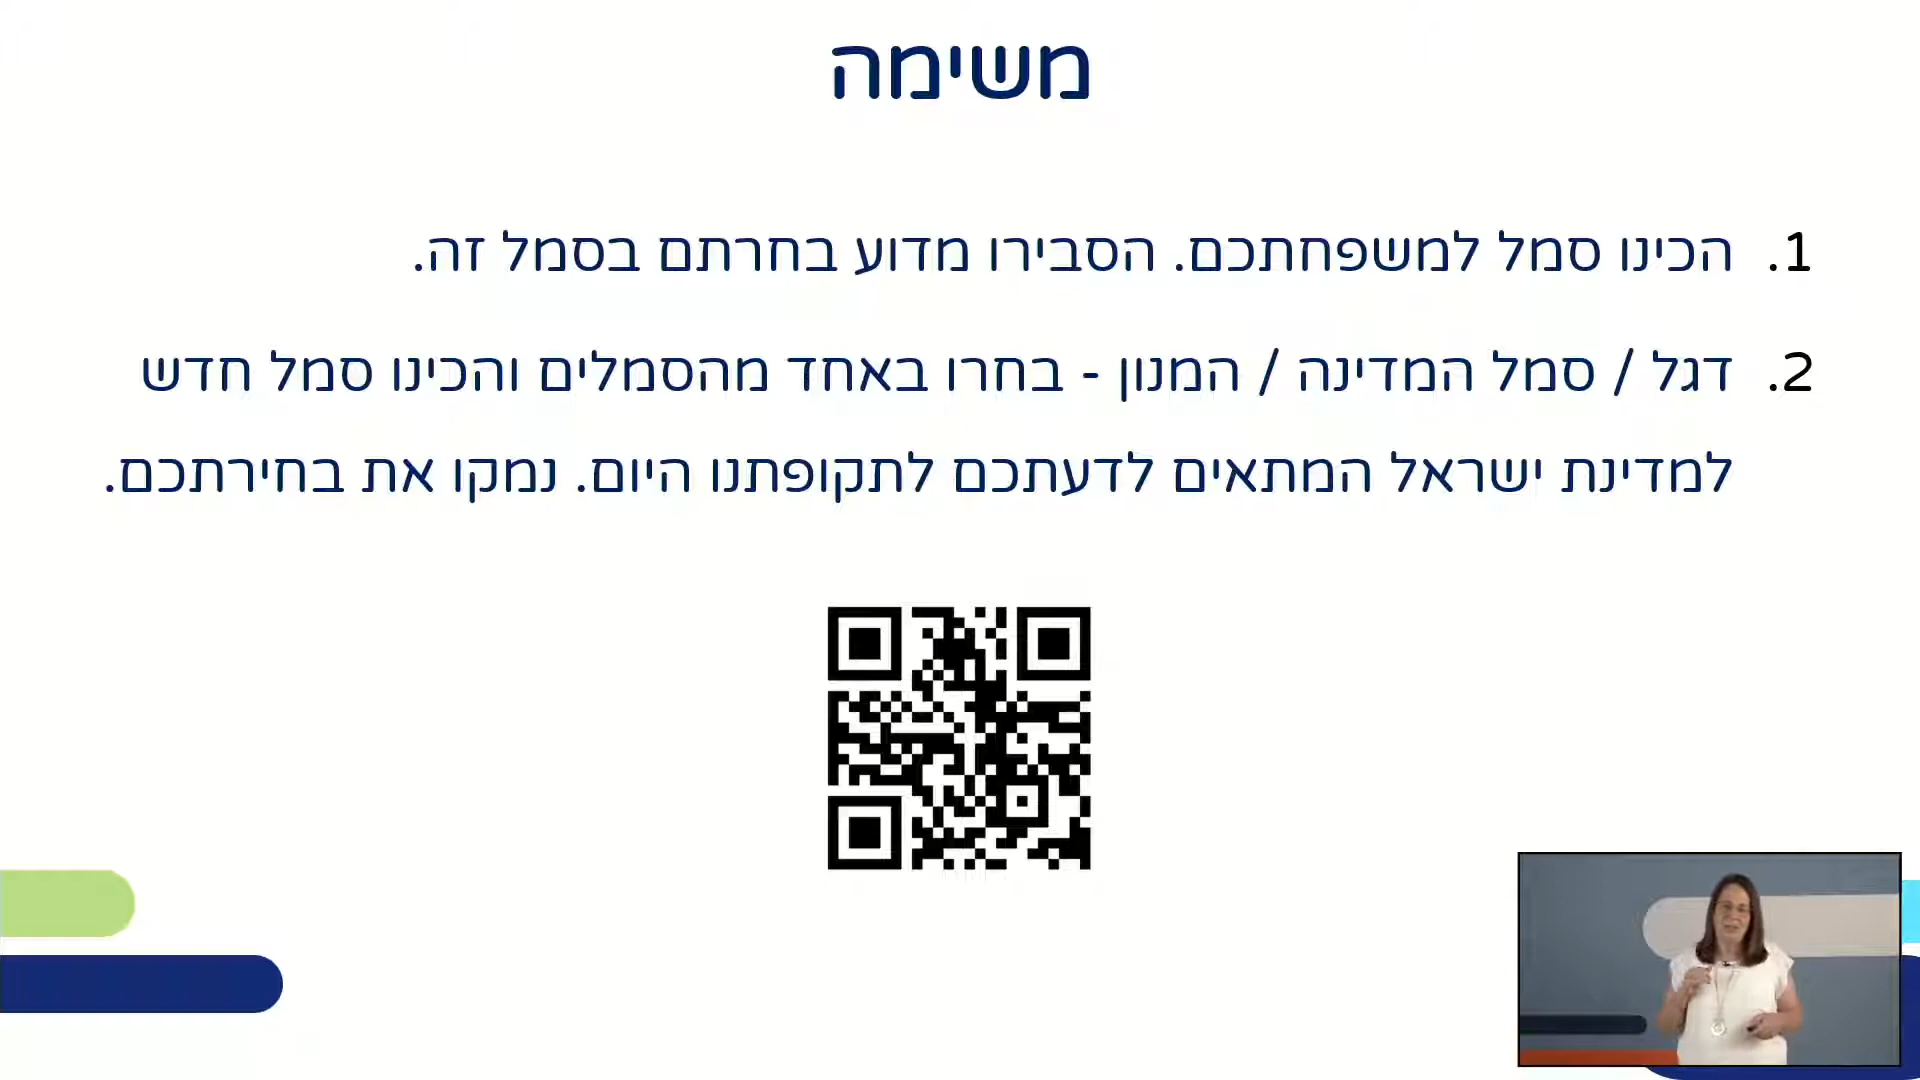 משימה
1. הכינו סמל למשפחתכם. הסבירו מדוע בחרתם בסמל זה.
2. דגל / סמל המדינה / המנון - בחרו באחד מהסמלים והכינו סמל חדש
למדינת ישראל המתאים לדעתכם לתקופתנו היום. נמקו את בחירתכם.